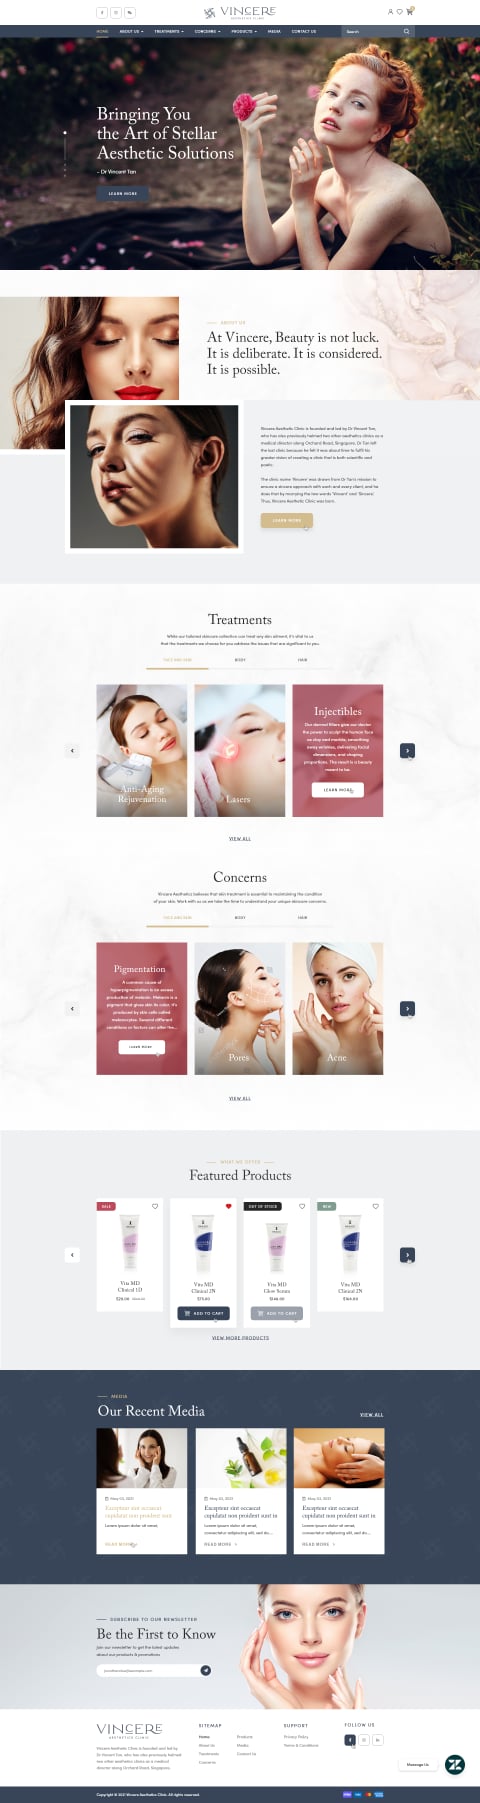 VINCERE
AESTHETICS CLINIC
HOME
ABOUT US
TREATMENTS
CONCERNS
PRODUCTS
MEDIA
CONTACT US
Search
Bringing You
the Art of Stellar
Aesthetic Solutions
- Dr Vincent Tan
LEARN MORE
ABOUT US
At Vincere, Beauty is not luck.
It is deliberate. It is considered.
It is possible.
Vincere Aesthetic Clinic is founded and led by Dr Vincent Tan,
who has also previously helmed two other aesthetics clinics as a
medical director along Orchard Road, Singapore. Dr Tan left
the last clinic because he felt it was about time to fulfil his
greater vision of creating a clinic that is both scientific and
poetic.
The clinic name 'Vincere' was drawn from Dr Tan's mission to
ensure a sincere approach with each and every client, and he
does that by merging the two words 'Vincent' and 'Sincere.'
Thus, Vincere Aesthetic Clinic was born.
LEARN MORE
Treatments
While our tailored skincare collection can treat any skin ailment, it's vital to us
that the treatments we choose for you address the issues that are significant to you.
FACE AND SKIN
BODY
HAIR
Anti-Aging
Rejuvenation
Lasers
Injectibles
Our dermal fillers give our doctor
the power to sculpt the human face
as clay and marble, smoothing
away wrinkles, delivering facial
dimensions, and shaping
proportions. The result is a beauty
meant to be.
LEARN MORE
VIEW ALL
Concerns
Vincere Aesthetics believes that skin treatment is essential to maintaining the condition
of your skin. Work with us as we take the time to understand your unique skincare concerns.
FACE AND SKIN
BODY
HAIR
Pigmentation
A common cause of
hyperpigmentation is an excess
production of melanin. Melanin is a
pigment that gives skin its color. It's
produced by skin cells called
melanocytes. Several different
conditions or factors can alter the...
LEARN MORE
Pores
Acne
VIEW ALL
WHAT WE OFFER
Featured Products
SALE
OUT OF STOCK
NEW
Vita MD
Clinical 1D
Vita MD
Clinical 2N
$75.00
ADD TO CART
Vita MD
Glow Serum
ADD TO CART
Vita MD
Clinical 2N
VIEW MORE PRODUCTS
MEDIA
Our Recent Media
VIEW ALL
May 02, 2021
Excepteur sint occaecat
cupidatat non proident sunt
Lorem ipsum dolor sit amet,
READ MORE
May 02, 2021
Excepteur sint occaecat
cupidatat non proident sunt in
Lorem ipsum dolor sit amet,
consectetur adipiscing elit, sed do...
READ MORE
May 02, 2021
Excepteur sint occaecat
cupidatat non proident sunt in
Lorem ipsum dolor sit amet,
consectetur adipiscing elit, sed do...
READ MORE
SUBSCRIBE TO OUR NEWSLETTER
Be the First to Know
Join our newsletter to get the latest updates
about our products & promotions
VINCERE
AESTHETICS CLINIC
Vincere Aesthetic Clinic is founded and led by
Dr Vincent Tan, who has also previously helmed
two other aesthetics clinics as a medical
director along Orchard Road, Singapore.
SITEMAP
Home
About Us
Treatments
Concerns
Products
Media
Contact Us
SUPPORT
Privacy Policy
Terms & Conditions
FOLLOW US
Message Us
Copyright © 2021 Vincere Aesthetics Clinic. All rights reserved.